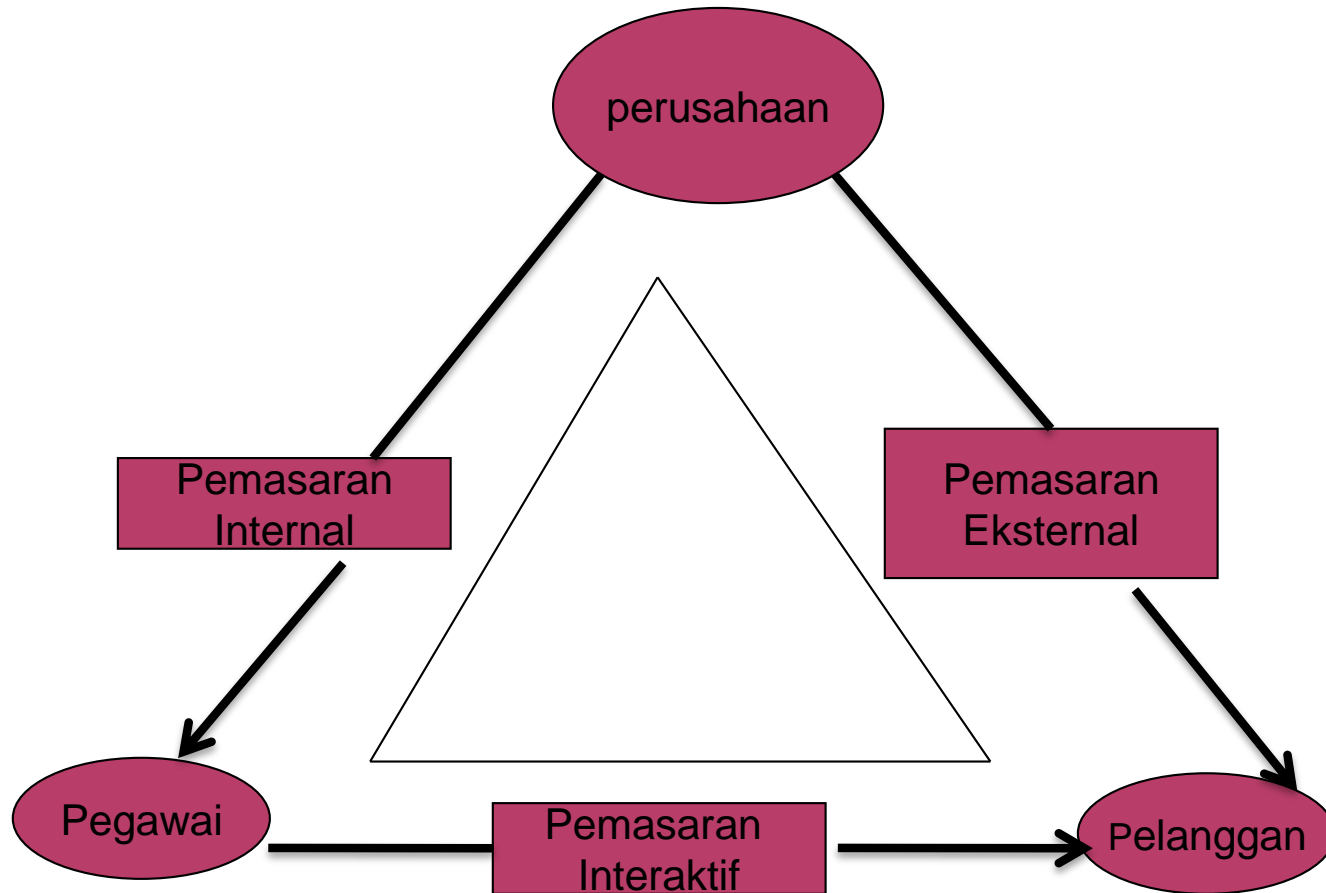 perusahaan
Pemasaran
Internal
Pemasaran
Eksternal
Pegawai
Pemasaran
Interaktif
Pelanggan